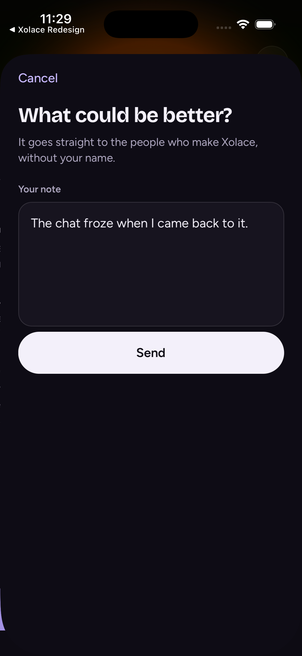 11:29
◀ Xolace Redesign
Cancel
What could be better?
It goes straight to the people who make Xolace,
without your name.
Your note
The chat froze when I came back to it.
Send